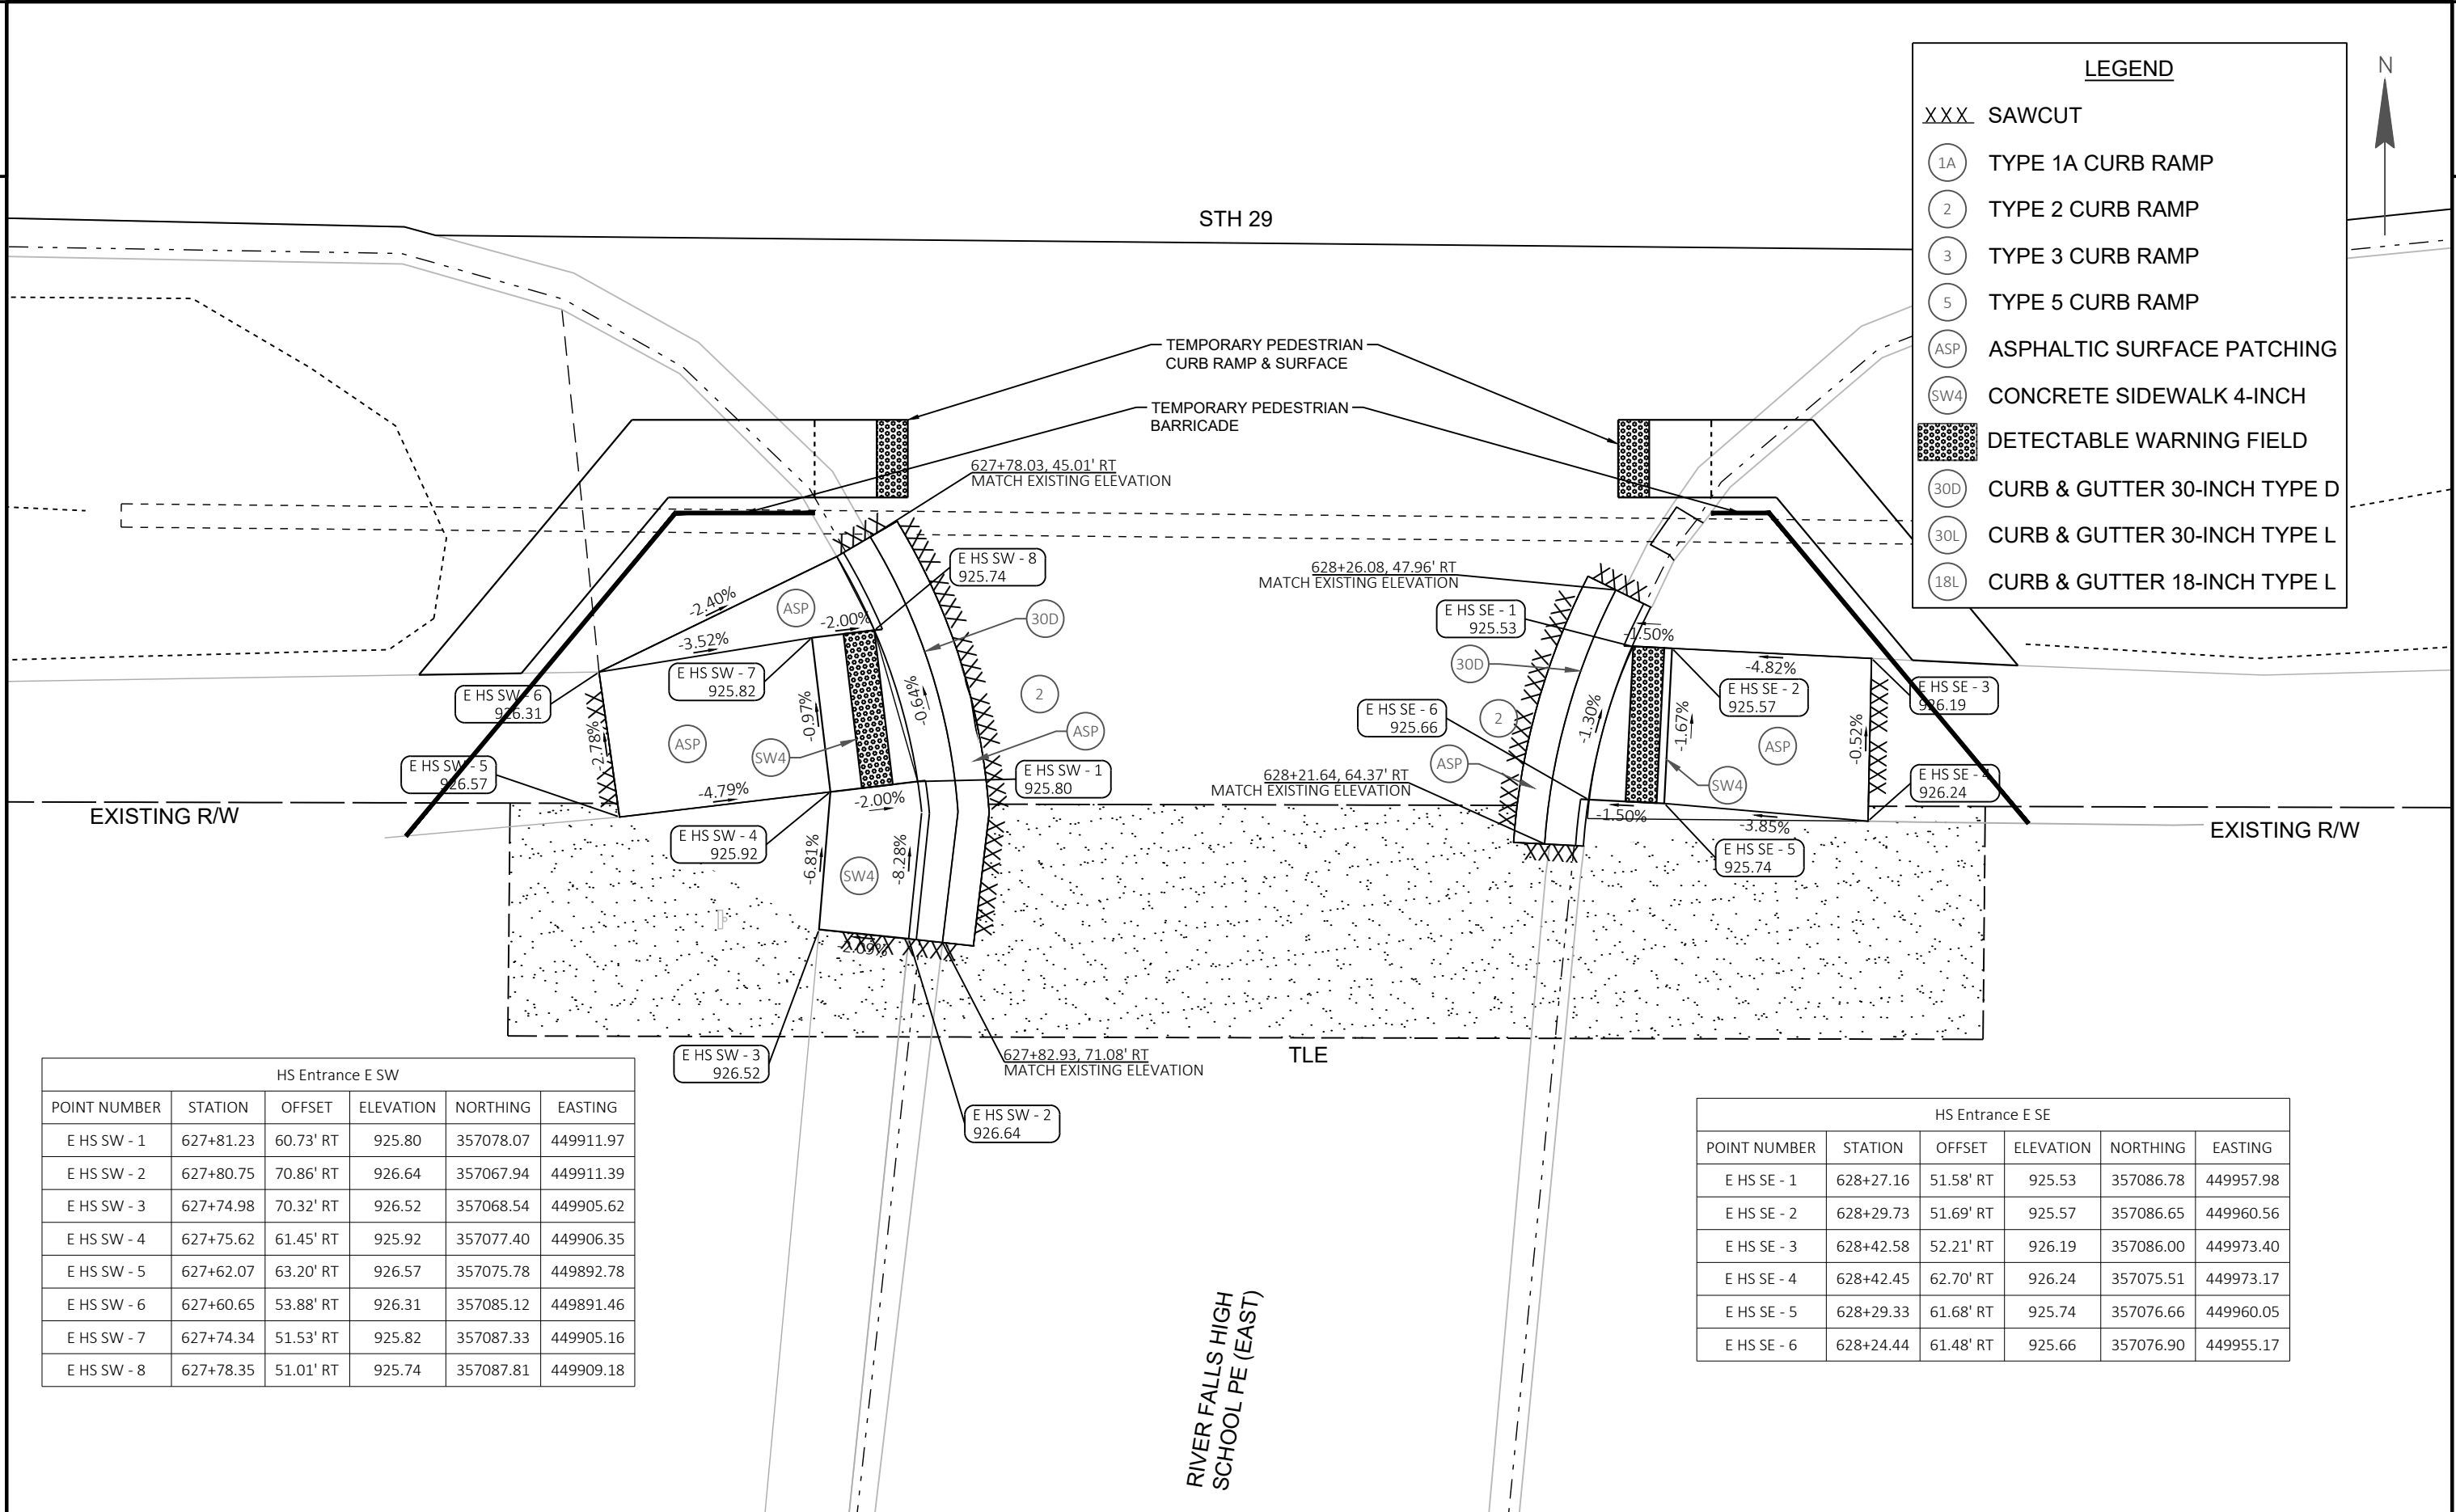 LEGEND
N
XXX SAWCUT
1A TYPE 1A CURB RAMP
2 TYPE 2 CURB RAMP
3 TYPE 3 CURB RAMP
5 TYPE 5 CURB RAMP
ASP ASPHALTIC SURFACE PATCHING
SW4 CONCRETE SIDEWALK 4-INCH
DETECTABLE WARNING FIELD
30D CURB & GUTTER 30-INCH TYPE D
30L CURB & GUTTER 30-INCH TYPE L
18L CURB & GUTTER 18-INCH TYPE L
STH 29
TEMPORARY PEDESTRIAN
CURB RAMP & SURFACE
TEMPORARY PEDESTRIAN
BARRICADE
627+78.03, 45.01' RT
MATCH EXISTING ELEVATION
E HS SW - 8
925.74
-2.40%
ASP
-2.00%
30D
-3.52%
E HS SW - 7
925.82
E HS SW - 6
926.31
-0.97%
-0.64%
2
-2.78%
ASP
SW4
ASP
E HS SW - 5
926.57
E HS SW - 1
925.80
-4.79%
-2.00%
E HS SW - 4
925.92
-6.81%
SW4
-8.28%
-2.09%
E HS SW - 3
926.52
627+82.93, 71.08' RT
MATCH EXISTING ELEVATION
E HS SW - 2
926.64
628+26.08, 47.96' RT
MATCH EXISTING ELEVATION
E HS SE - 1
925.53
-1.50%
30D
-4.82%
E HS SE - 2
925.57
E HS SE - 3
926.19
E HS SE - 6
925.66
2
-1.30%
-1.67%
-0.52%
ASP
ASP
SW4
628+21.64, 64.37' RT
MATCH EXISTING ELEVATION
E HS SE - 4
926.24
-1.50%
-3.85%
E HS SE - 5
925.74
EXISTING R/W
EXISTING R/W
TLE
RIVER FALLS HIGH
SCHOOL PE (EAST)
HS Entrance E SW
POINT NUMBER STATION OFFSET ELEVATION NORTHING EASTING
E HS SW - 1 627+81.23 60.73' RT 925.80 357078.07 449911.97
E HS SW - 2 627+80.75 70.86' RT 926.64 357067.94 449911.39
E HS SW - 3 627+74.98 70.32' RT 926.52 357068.54 449905.62
E HS SW - 4 627+75.62 61.45' RT 925.92 357077.40 449906.35
E HS SW - 5 627+62.07 63.20' RT 926.57 357075.78 449892.78
E HS SW - 6 627+60.65 53.88' RT 926.31 357085.12 449891.46
E HS SW - 7 627+74.34 51.53' RT 925.82 357087.33 449905.16
E HS SW - 8 627+78.35 51.01' RT 925.74 357087.81 449909.18
HS Entrance E SE
POINT NUMBER STATION OFFSET ELEVATION NORTHING EASTING
E HS SE - 1 628+27.16 51.58' RT 925.53 357086.78 449957.98
E HS SE - 2 628+29.73 51.69' RT 925.57 357086.65 449960.56
E HS SE - 3 628+42.58 52.21' RT 926.19 357086.00 449973.40
E HS SE - 4 628+42.45 62.70' RT 926.24 357075.51 449973.17
E HS SE - 5 628+29.33 61.68' RT 925.74 357076.66 449960.05
E HS SE - 6 628+24.44 61.48' RT 925.66 357076.90 449955.17